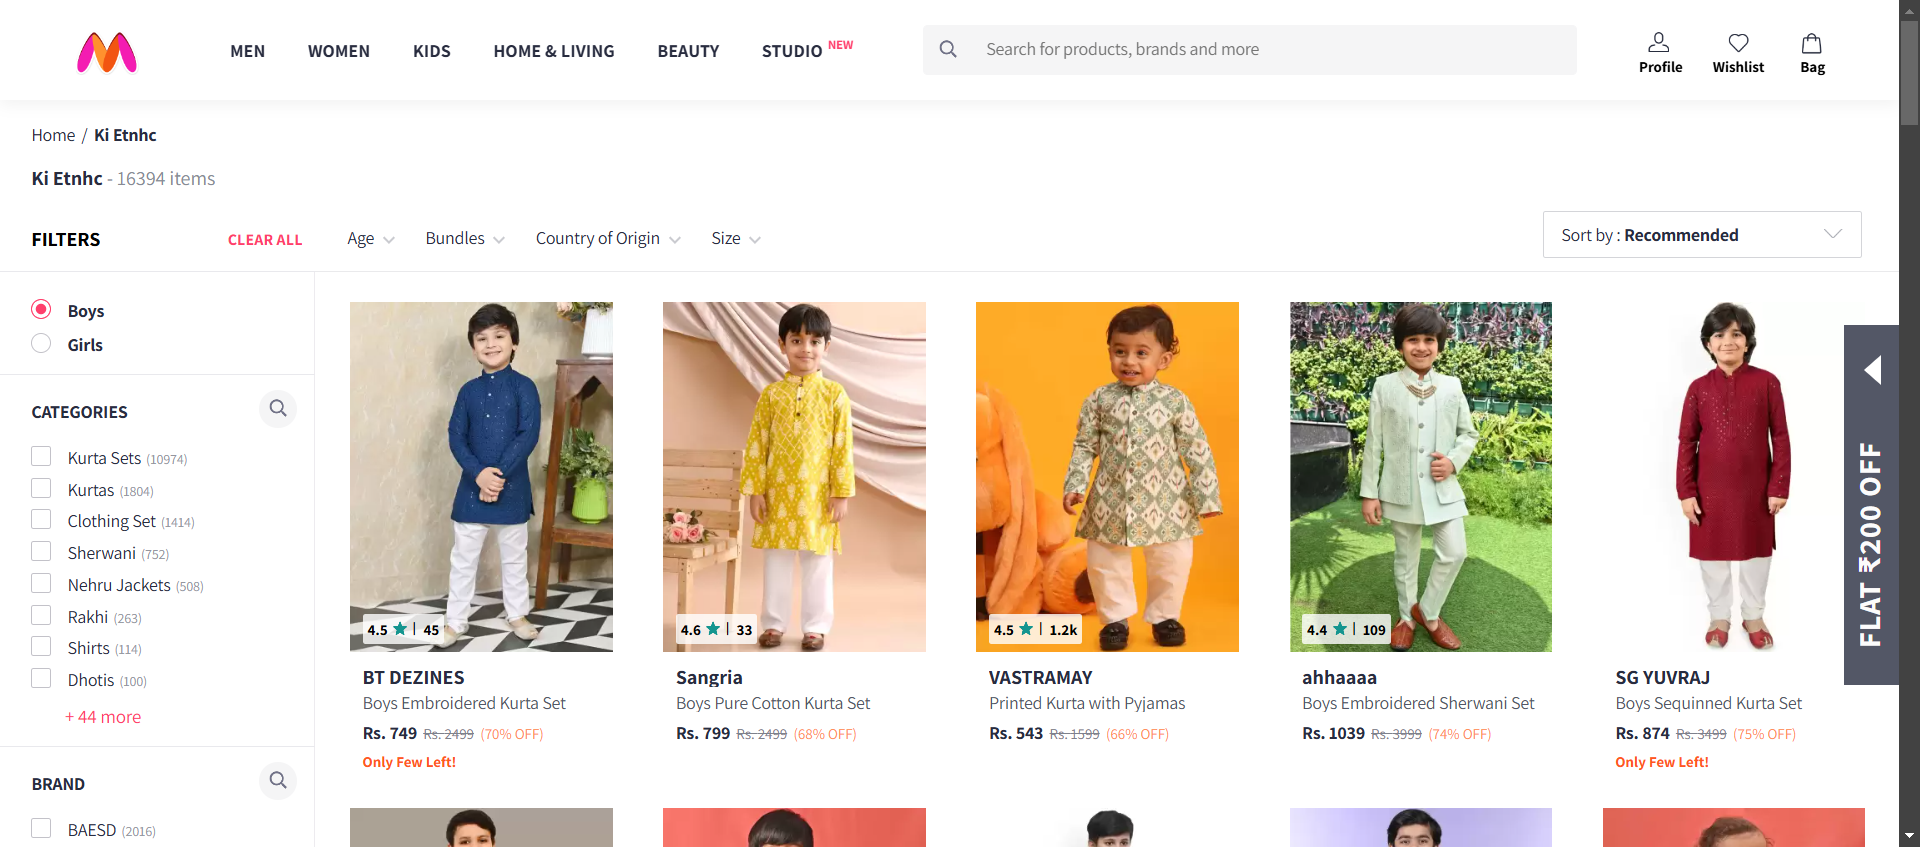 MEN WOMEN KIDS HOME & LIVING BEAUTY STUDIO NEW
Search for products, brands and more
Profile Wishlist Bag
Home / Ki Etnhc
Ki Etnhc - 16394 items
FILTERS CLEAR ALL
Age Bundles Country of Origin Size
Sort by : Recommended
Boys
Girls
CATEGORIES
Kurta Sets (10974)
Kurtas (1804)
Clothing Set (1414)
Sherwani (752)
Nehru Jackets (508)
Rakhi (263)
Shirts (114)
Dhotis (100)
+ 44 more
BRAND
BAESD (2016)
4.5 | 45
BT DEZINES
Boys Embroidered Kurta Set
Rs. 749 Rs. 2499 (70% OFF)
Only Few Left!
4.6 | 33
Sangria
Boys Pure Cotton Kurta Set
Rs. 799 Rs. 2499 (68% OFF)
4.5 | 1.2k
VASTRAMAY
Printed Kurta with Pyjamas
Rs. 543 Rs. 1599 (66% OFF)
4.4 | 109
ahhaaaa
Boys Embroidered Sherwani Set
Rs. 1039 Rs. 3999 (74% OFF)
SG YUVRAJ
Boys Sequinned Kurta Set
Rs. 874 Rs. 3499 (75% OFF)
Only Few Left!
FLAT ₹200 OFF